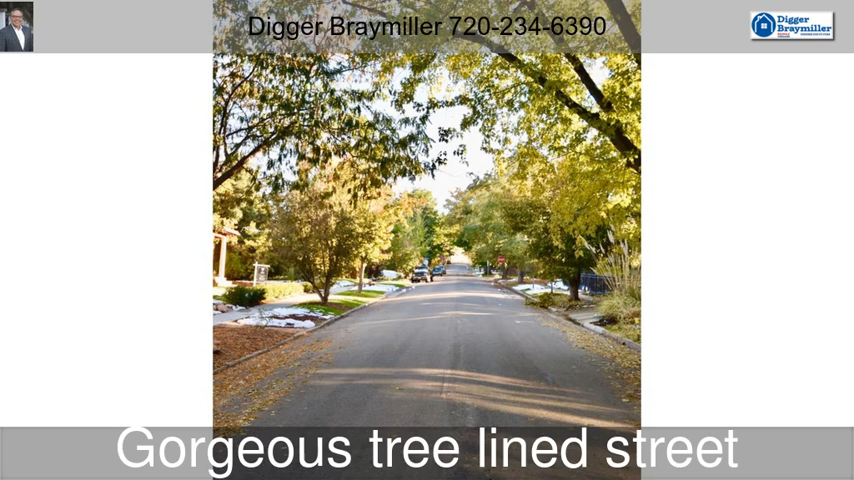 Digger Braymiller 720-234-6390
Digger
Braymiller
Gorgeous tree lined street